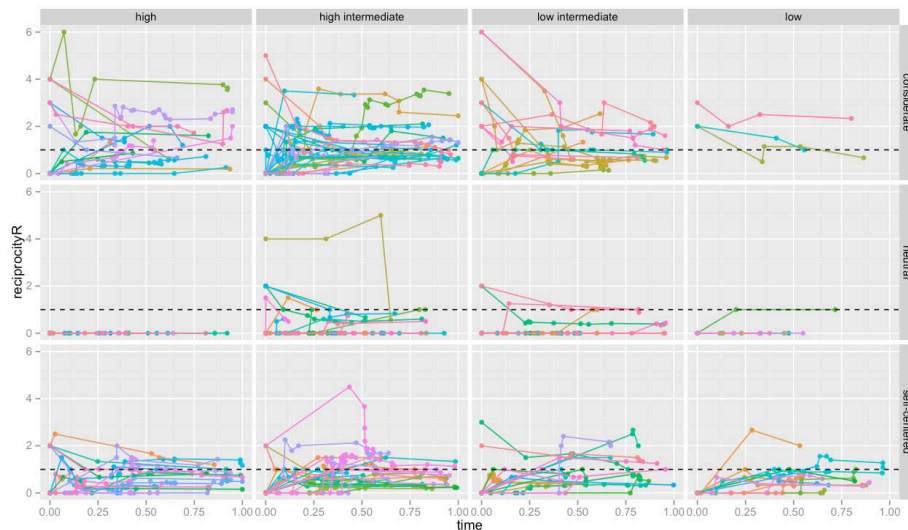 high
high intermediate
low intermediate
low
6
4
2
0
considerate
6
4
2
0
neutral
6
4
2
0
self-centered
reciprocityR
0.00 0.25 0.50 0.75 1.00 0.00 0.25 0.50 0.75 1.00 0.00 0.25 0.50 0.75 1.00 0.00 0.25 0.50 0.75 1.00
time